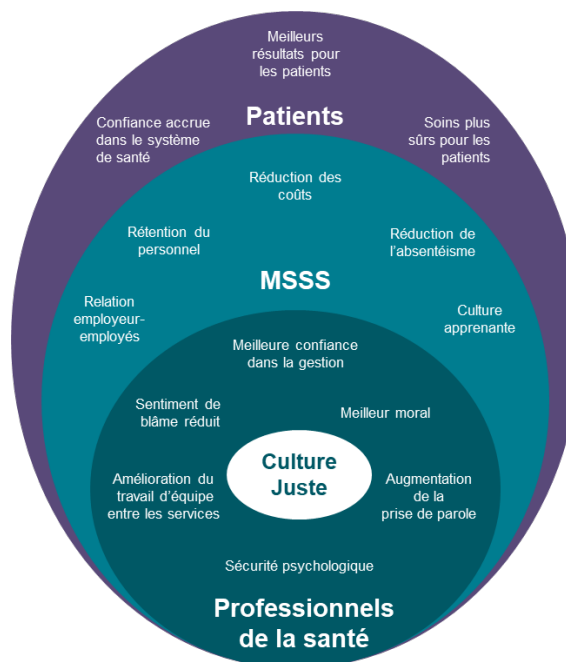 Meilleurs
résultats pour
les patients
Patients
Confiance accrue
dans le système
de santé
Soins plus
sûrs pour les
patients
Réduction des
coûts
Rétention du
personnel
Réduction de
l'absentéisme
MSSS
Relation
employeur-
employés
Culture
apprenante
Meilleure confiance
dans la gestion
Sentiment de
blâme réduit
Meilleur moral
Culture
Juste
Amélioration du
travail d'équipe
entre les services
Augmentation
de la
prise de parole
Sécurité psychologique
Professionnels
de la santé